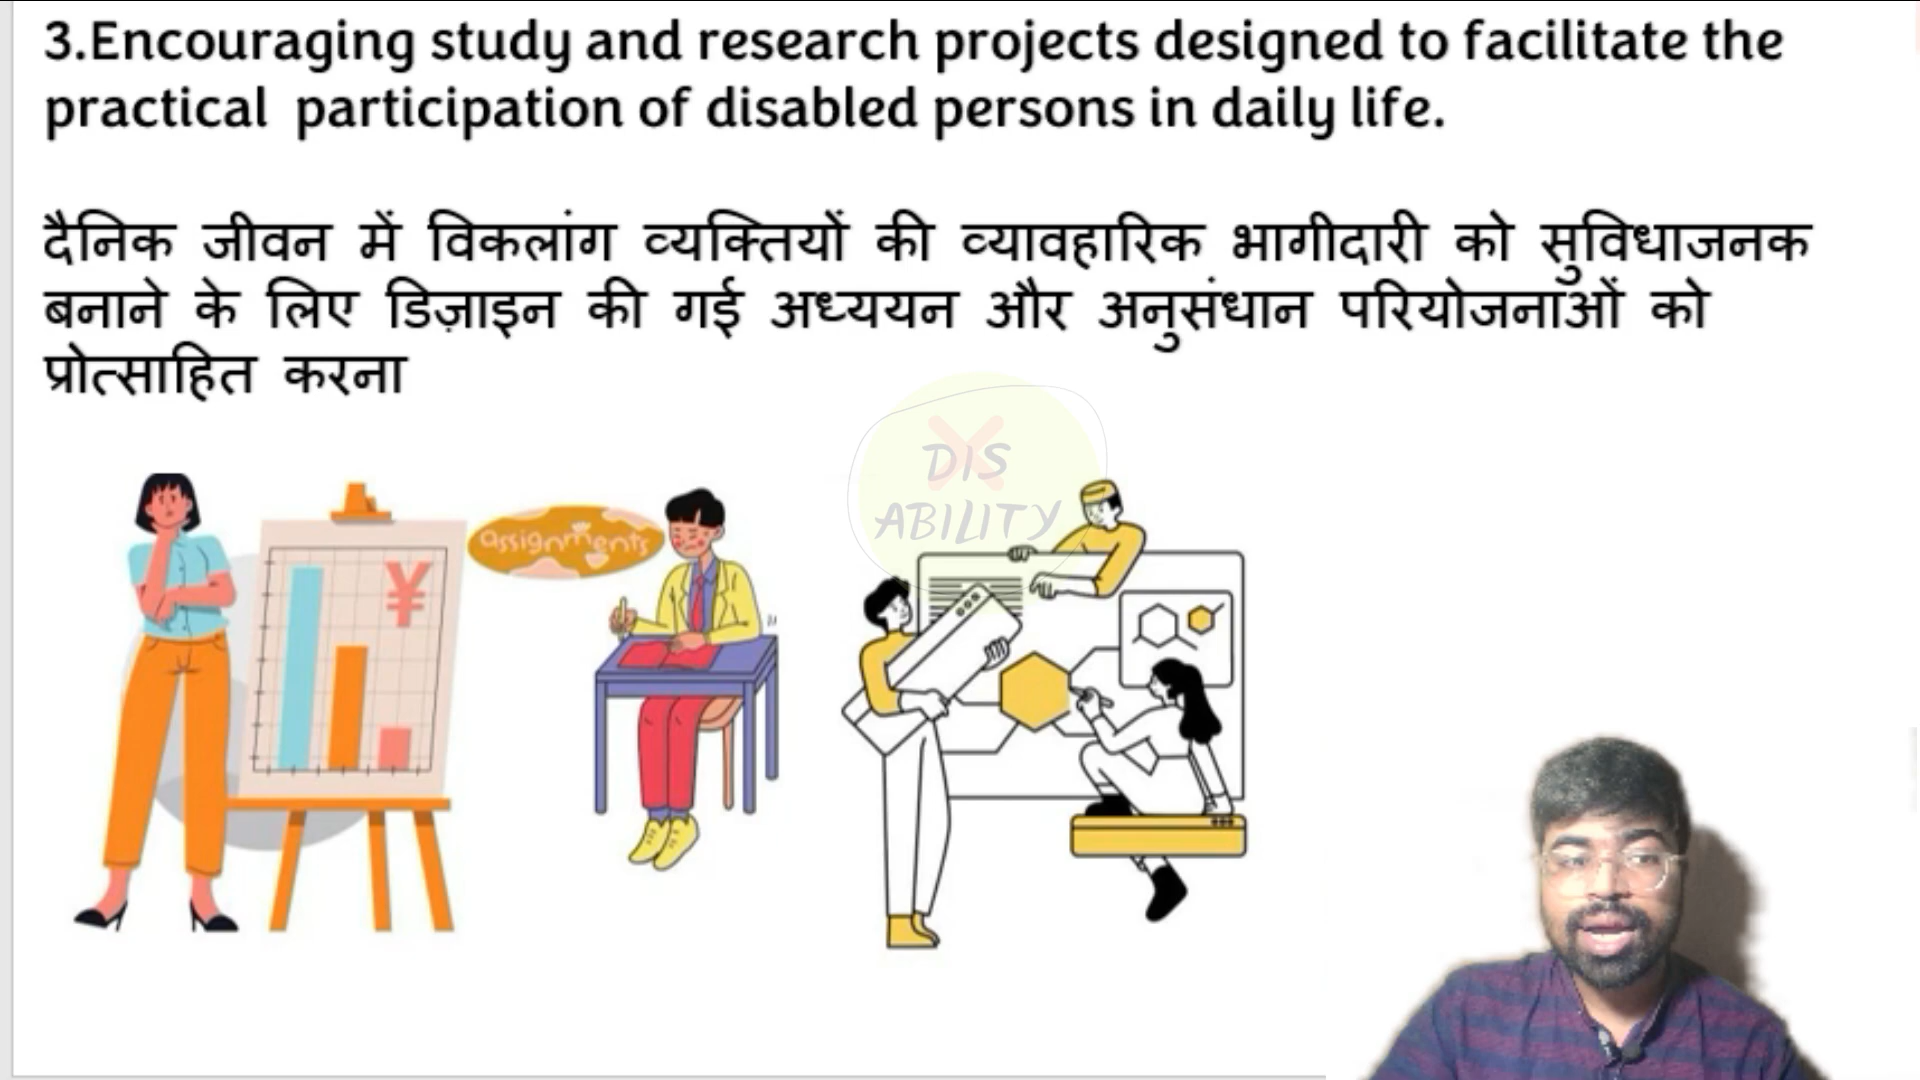 3.Encouraging study and research projects designed to facilitate the
practical participation of disabled persons in daily life.
दैनिक जीवन में विकलांग व्यक्तियों की व्यावहारिक भागीदारी को सुविधाजनक
बनाने के लिए डिज़ाइन की गई अध्ययन और अनुसंधान परियोजनाओं को
प्रोत्साहित करना
DIS
ABILITY
assignments
¥